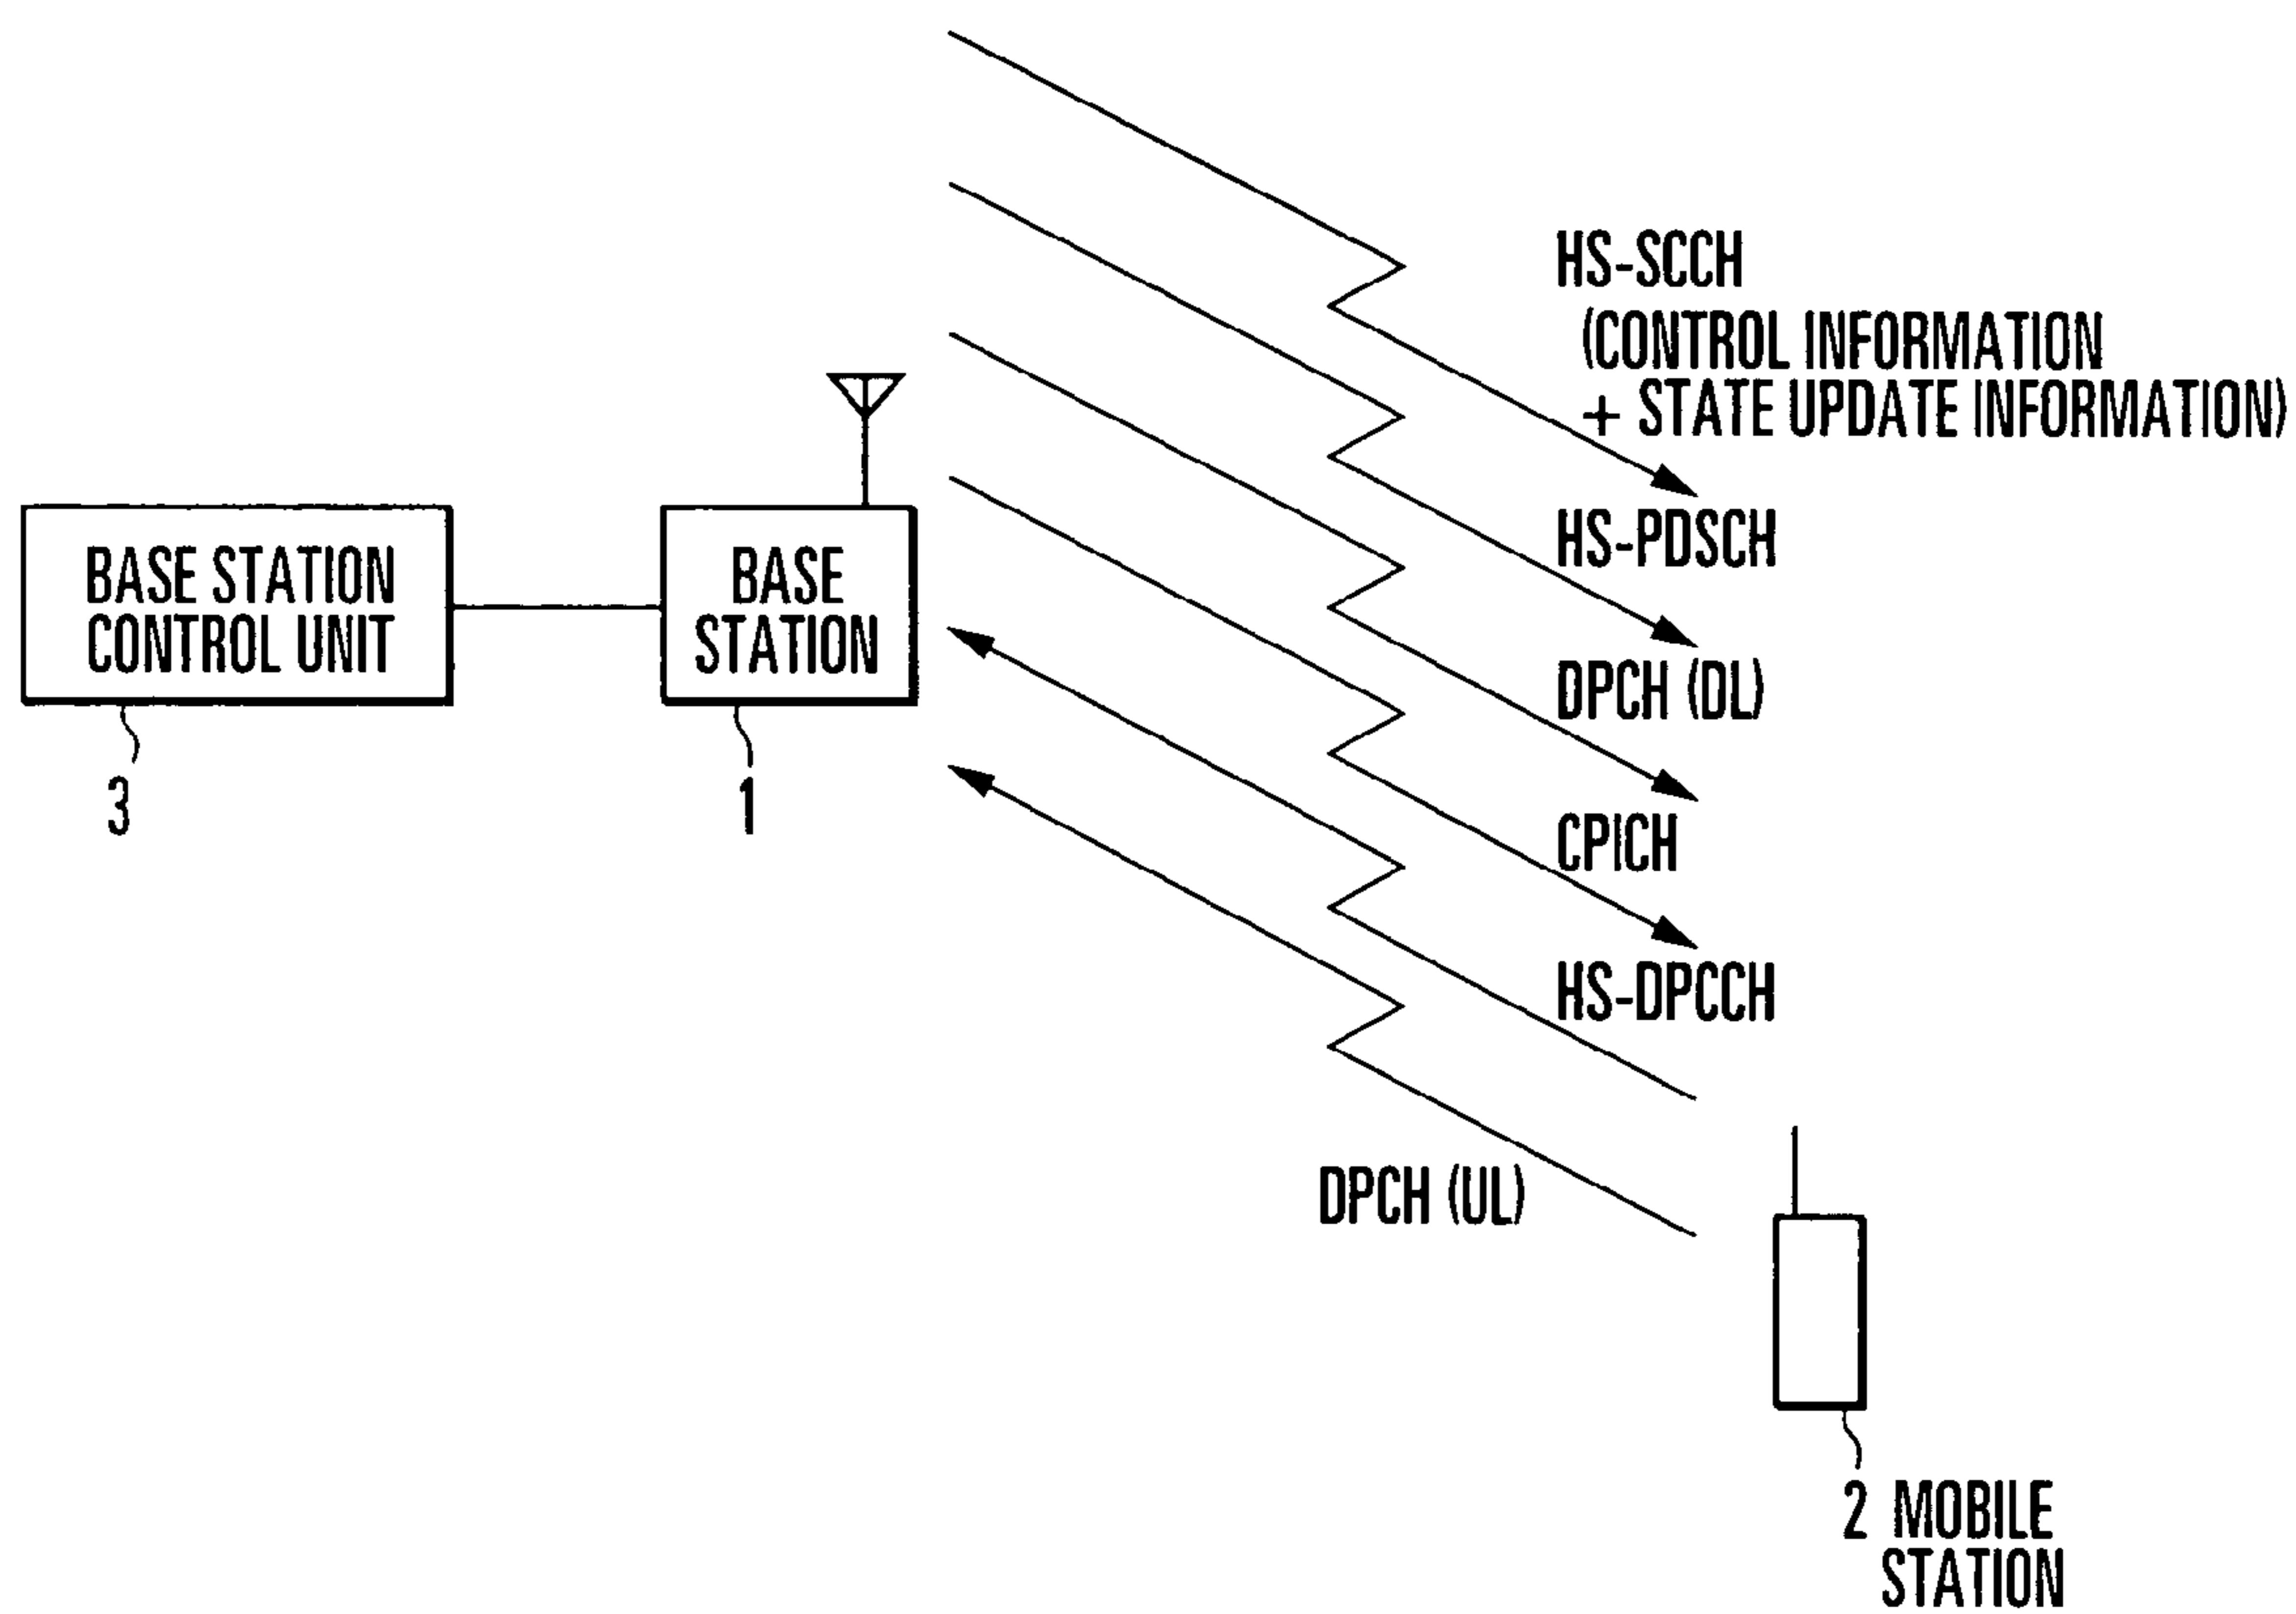 HS-SCCH
(CONTROL INFORMATION
+ STATE UPDATE INFORMATION)
HS-PDSCH
BASE STATION
CONTROL UNIT
BASE
STATION
DPCH (DL)
3
1
CPICH
HS-DPCCH
DPCH (UL)
2 MOBILE
STATION